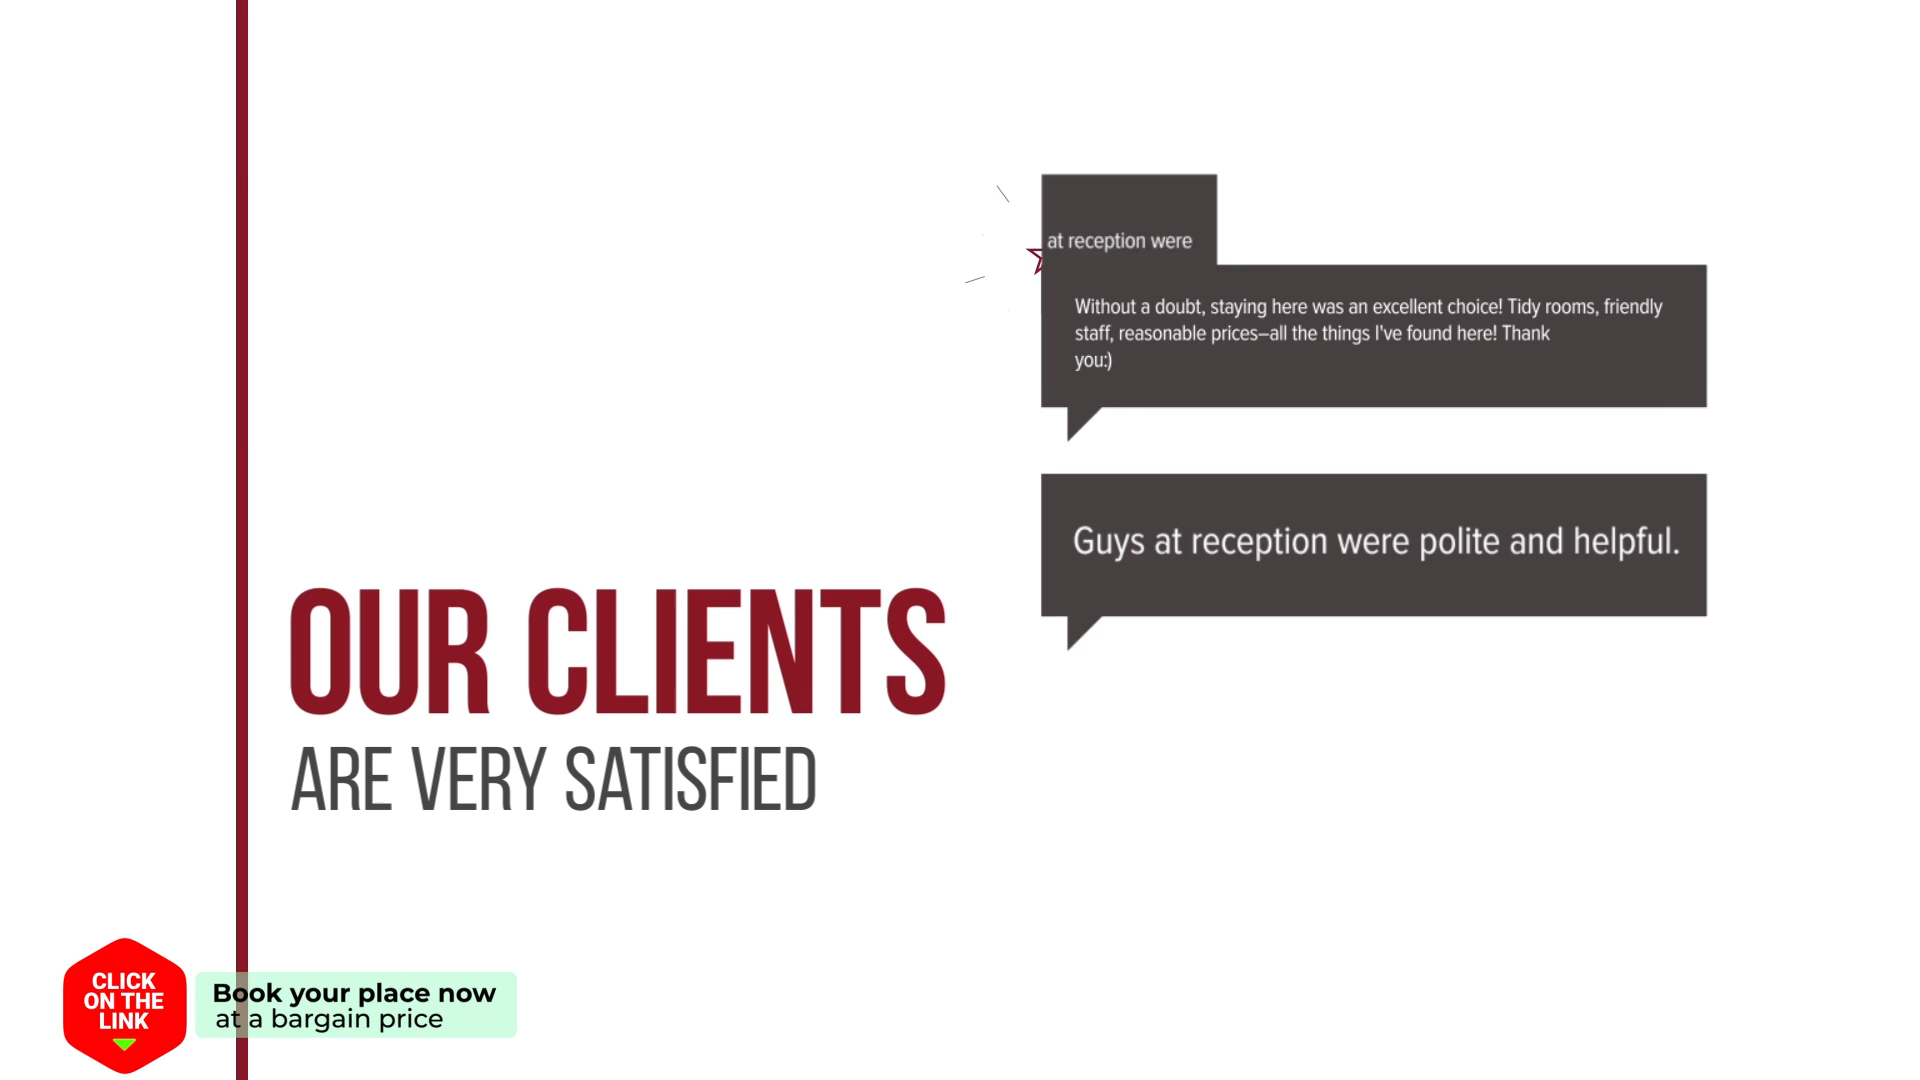 at reception were
Without a doubt, staying here was an excellent choice! Tidy rooms, friendly
staff, reasonable prices–all the things I've found here! Thank
you:)
Guys at reception were polite and helpful.
OUR CLIENTS
ARE VERY SATISFIED
CLICK
ON THE
LINK
Book your place now
at a bargain price